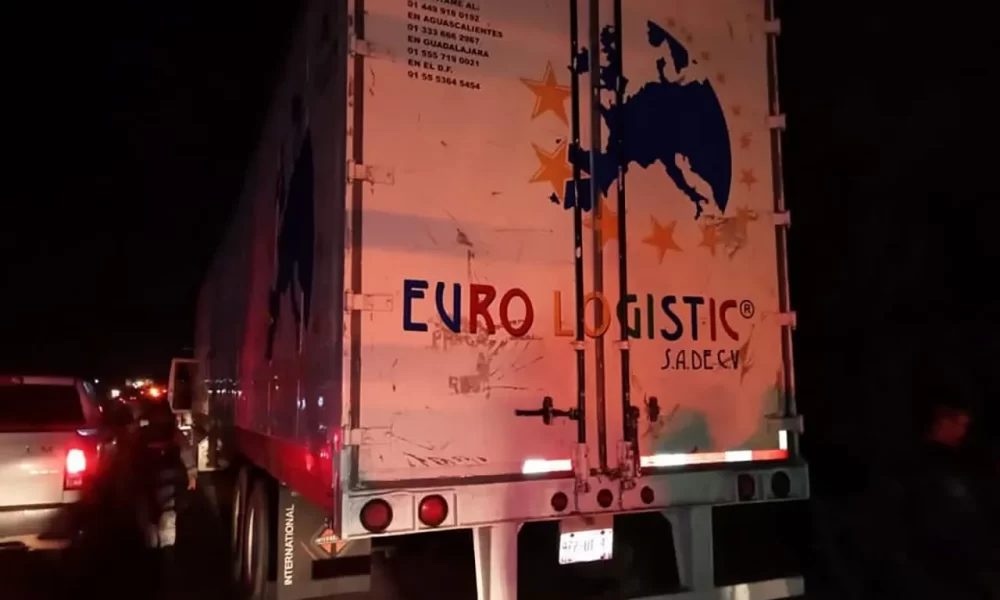 01 449 918 0192
EN AGUASCALIENTES
01 333 666 2967
EN GUADALAJARA
01 555 719 0021
EN EL D.F.
01 55 5364 5454
EURO LOGISTIC®
S.A.DE C.V
INTERNATIONAL